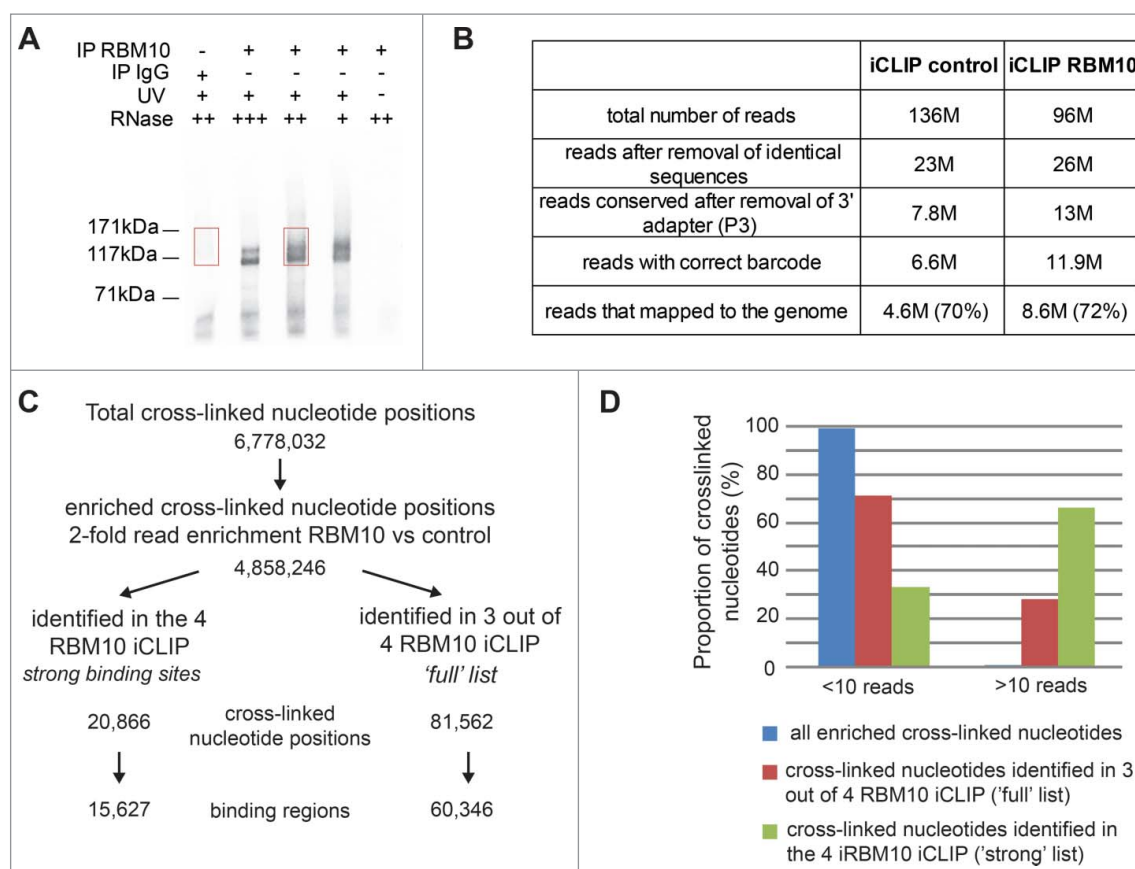 A
IP RBM10 - + + + +
IP IgG + - - - -
UV + + + + -
RNase ++ +++ ++ + ++
171kDa
117kDa
71kDa
B
iCLIP control iCLIP RBM10
total number of reads 136M 96M
reads after removal of identical
sequences 23M 26M
reads conserved after removal of 3'
adapter (P3) 7.8M 13M
reads with correct barcode 6.6M 11.9M
reads that mapped to the genome 4.6M (70%) 8.6M (72%)
C
Total cross-linked nucleotide positions
6,778,032
enriched cross-linked nucleotide positions
2-fold read enrichment RBM10 vs control
4,858,246
identified in the 4
RBM10 iCLIP
strong binding sites
identified in 3 out of
4 RBM10 iCLIP
'full' list
20,866 cross-linked
nucleotide positions 81,562
15,627 binding regions 60,346
D
Proportion of crosslinked
nucleotides (%)
100
80
60
40
20
0
<10 reads >10 reads
all enriched cross-linked nucleotides
cross-linked nucleotides identified in 3
out of 4 RBM10 iCLIP ('full' list)
cross-linked nucleotides identified in
the 4 iRBM10 iCLIP ('strong' list)